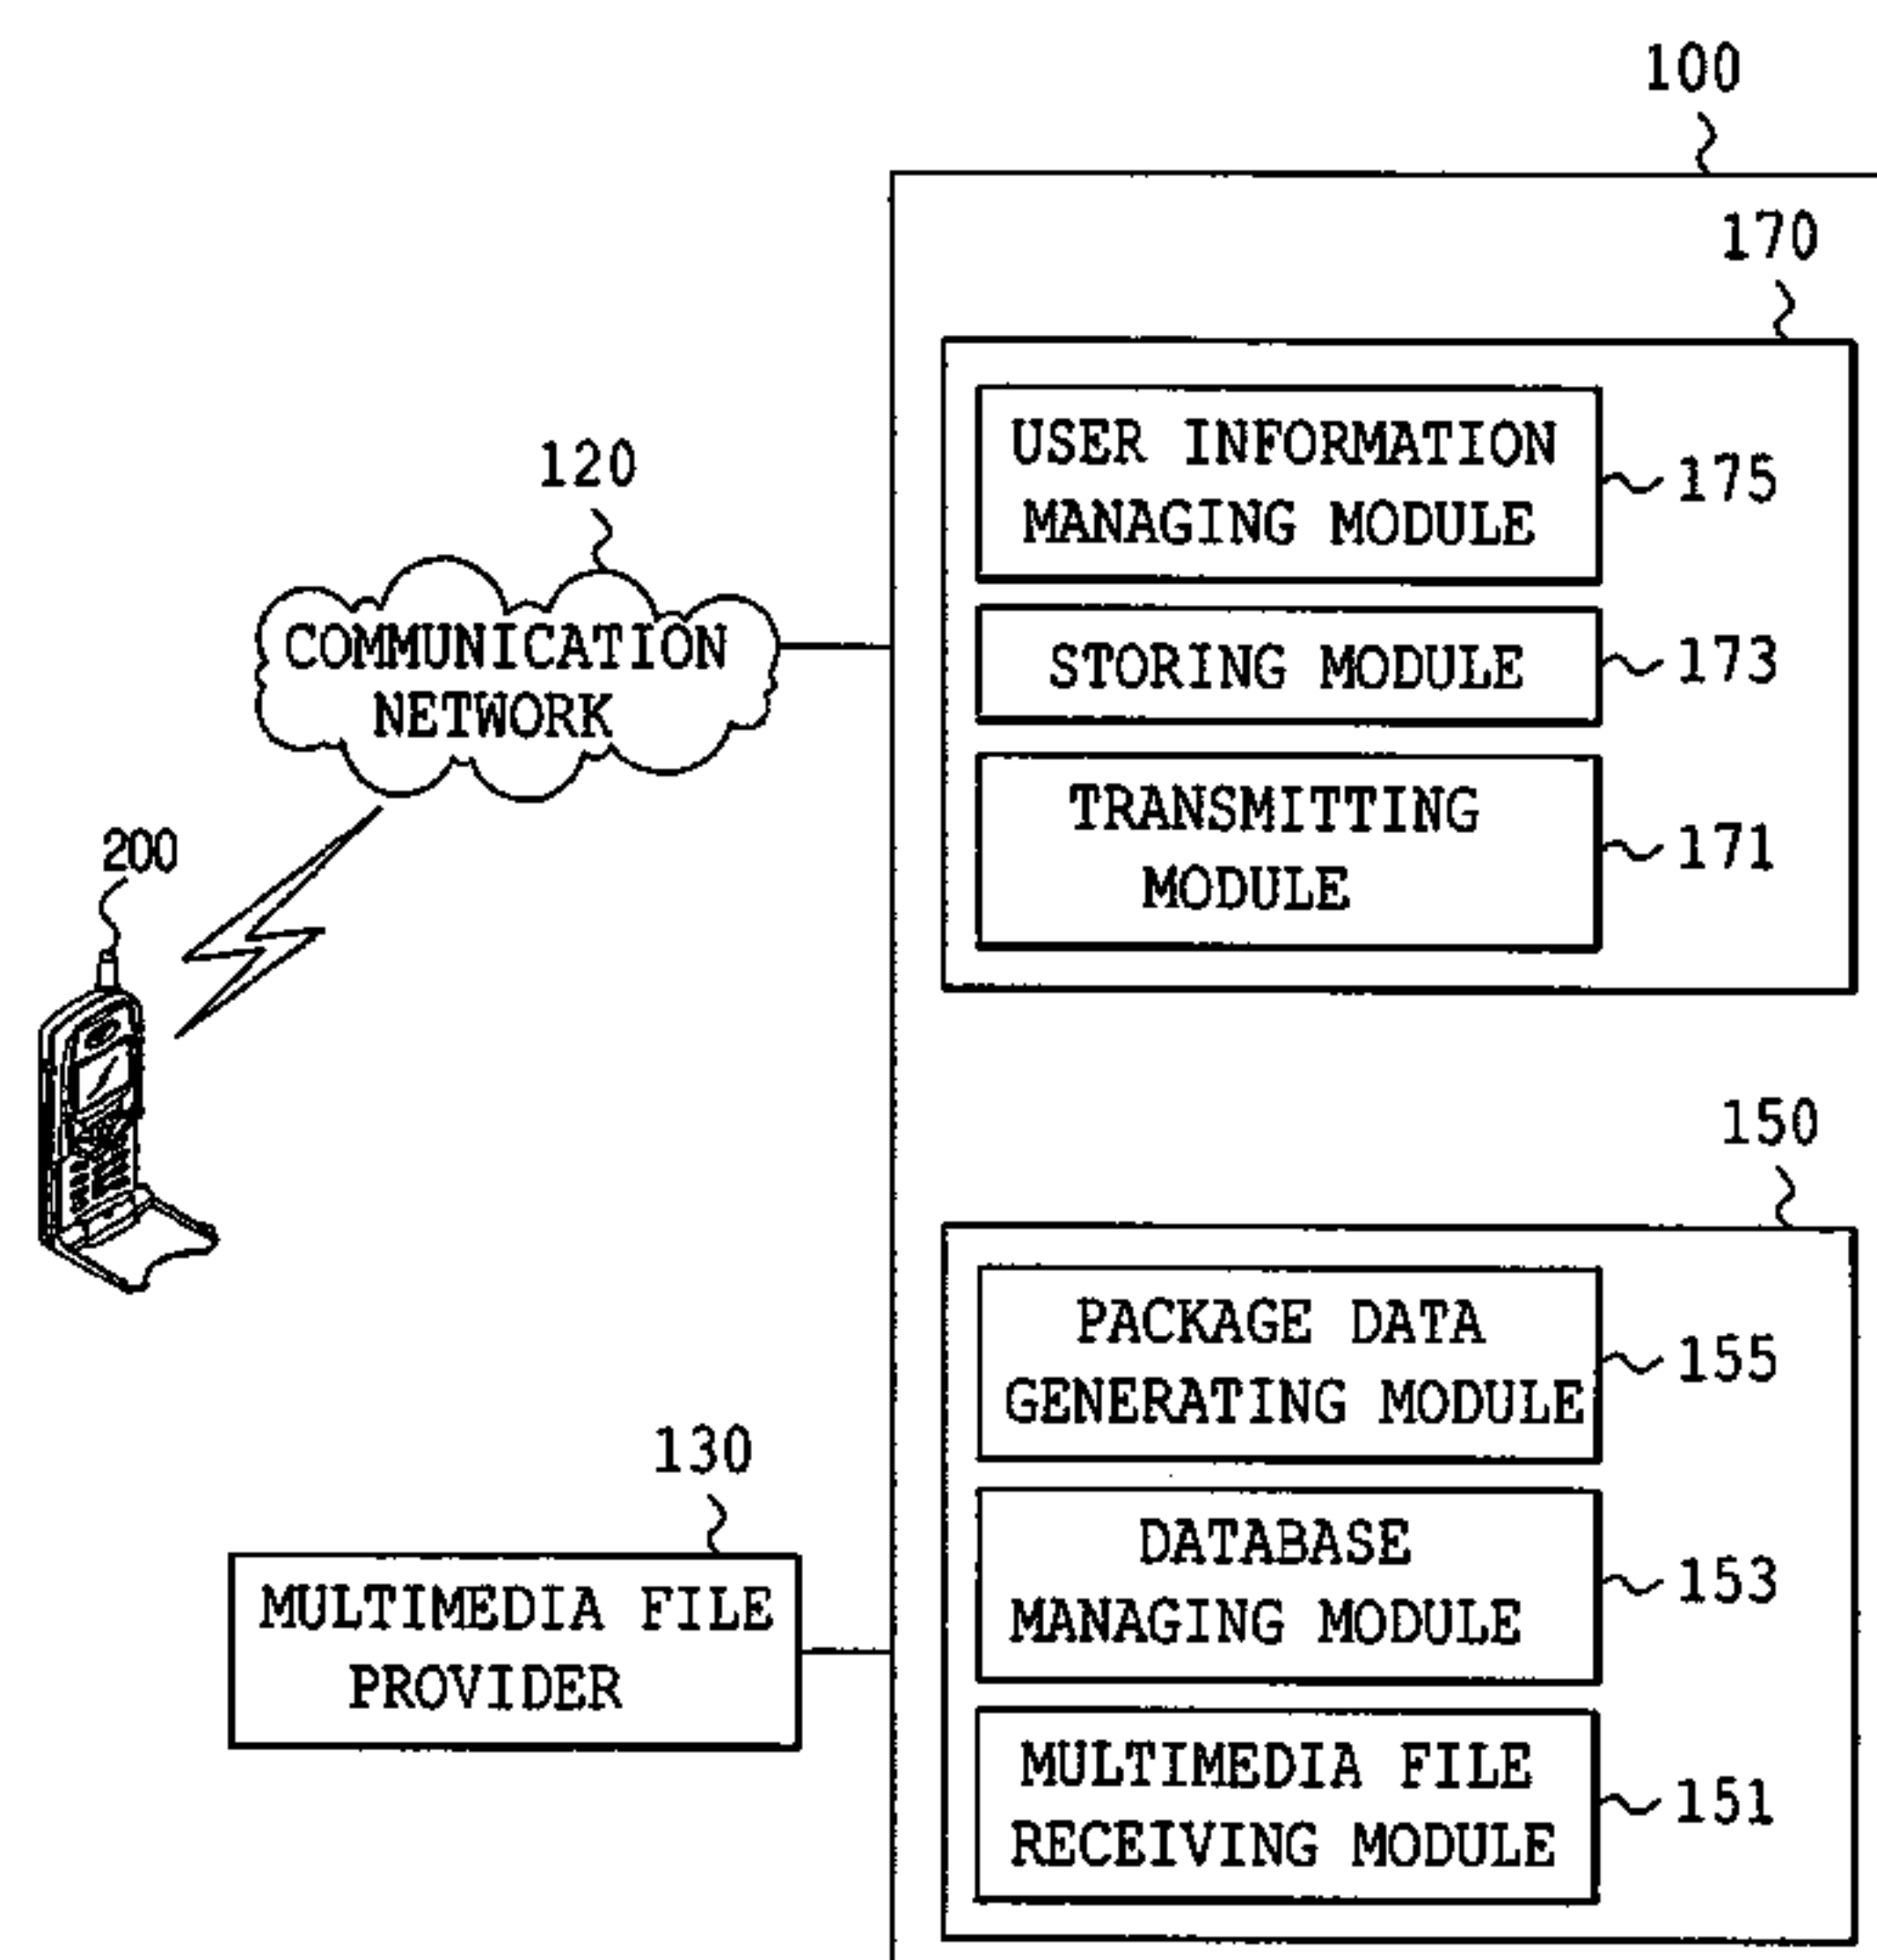 100
170
USER INFORMATION
MANAGING MODULE
175
120
COMMUNICATION
NETWORK
STORING MODULE
173
TRANSMITTING
MODULE
171
200
150
PACKAGE DATA
GENERATING MODULE
155
130
MULTIMEDIA FILE
PROVIDER
DATABASE
MANAGING MODULE
153
MULTIMEDIA FILE
RECEIVING MODULE
151